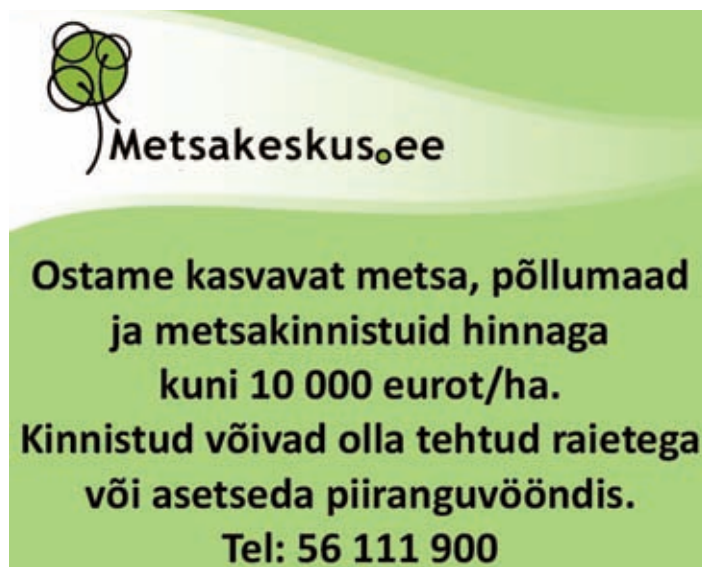 Metsakeskus.ee
Ostame kasvavat metsa, põllumaad
ja metsakinnistuid hinnaga
kuni 10 000 eurot/ha.
Kinnistud võivad olla tehtud raietega
või asetseda piiranguvööndis.
Tel: 56 111 900